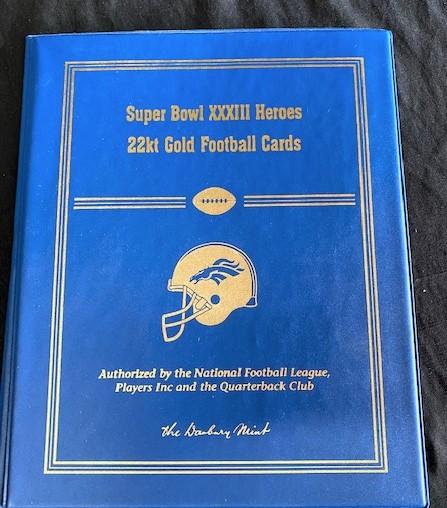 Super Bowl XXXIII Heroes
22kt Gold Football Cards
Authorized by the National Football League,
Players Inc and the Quarterback Club
the Danbury Mint